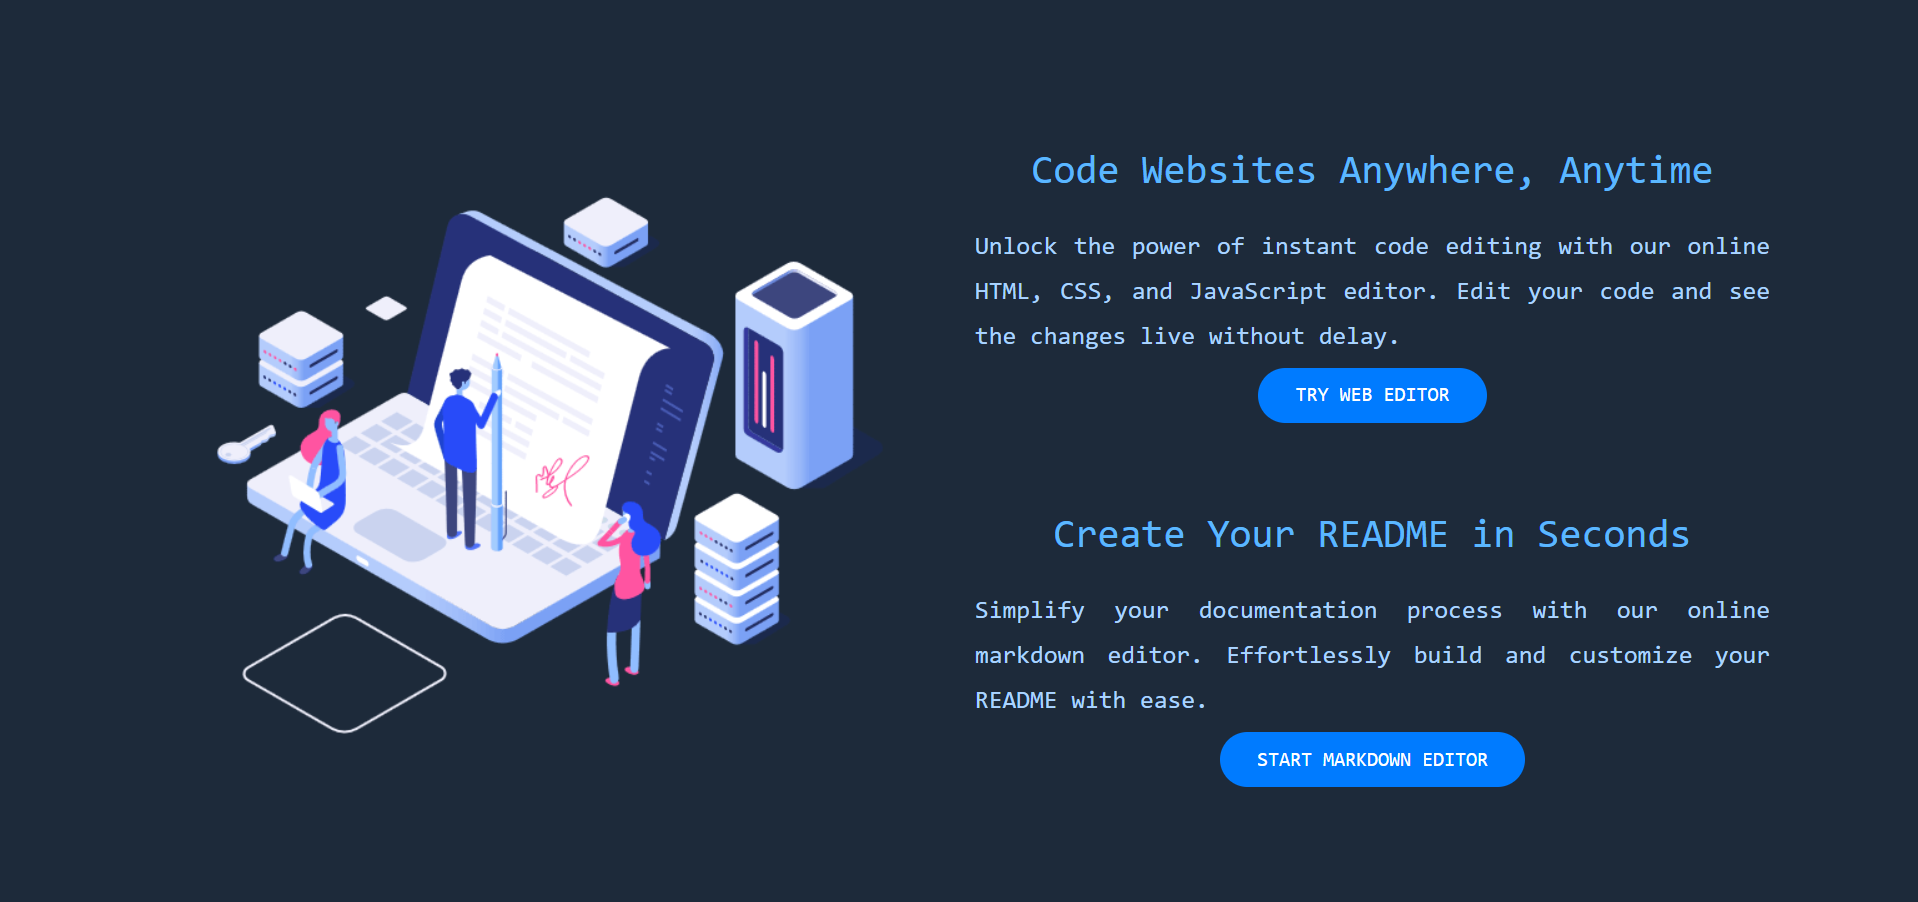 Code Websites Anywhere, Anytime
Unlock the power of instant code editing with our online
HTML, CSS, and JavaScript editor. Edit your code and see
the changes live without delay.
TRY WEB EDITOR
Create Your README in Seconds
Simplify your documentation process with our online
markdown editor. Effortlessly build and customize your
README with ease.
START MARKDOWN EDITOR